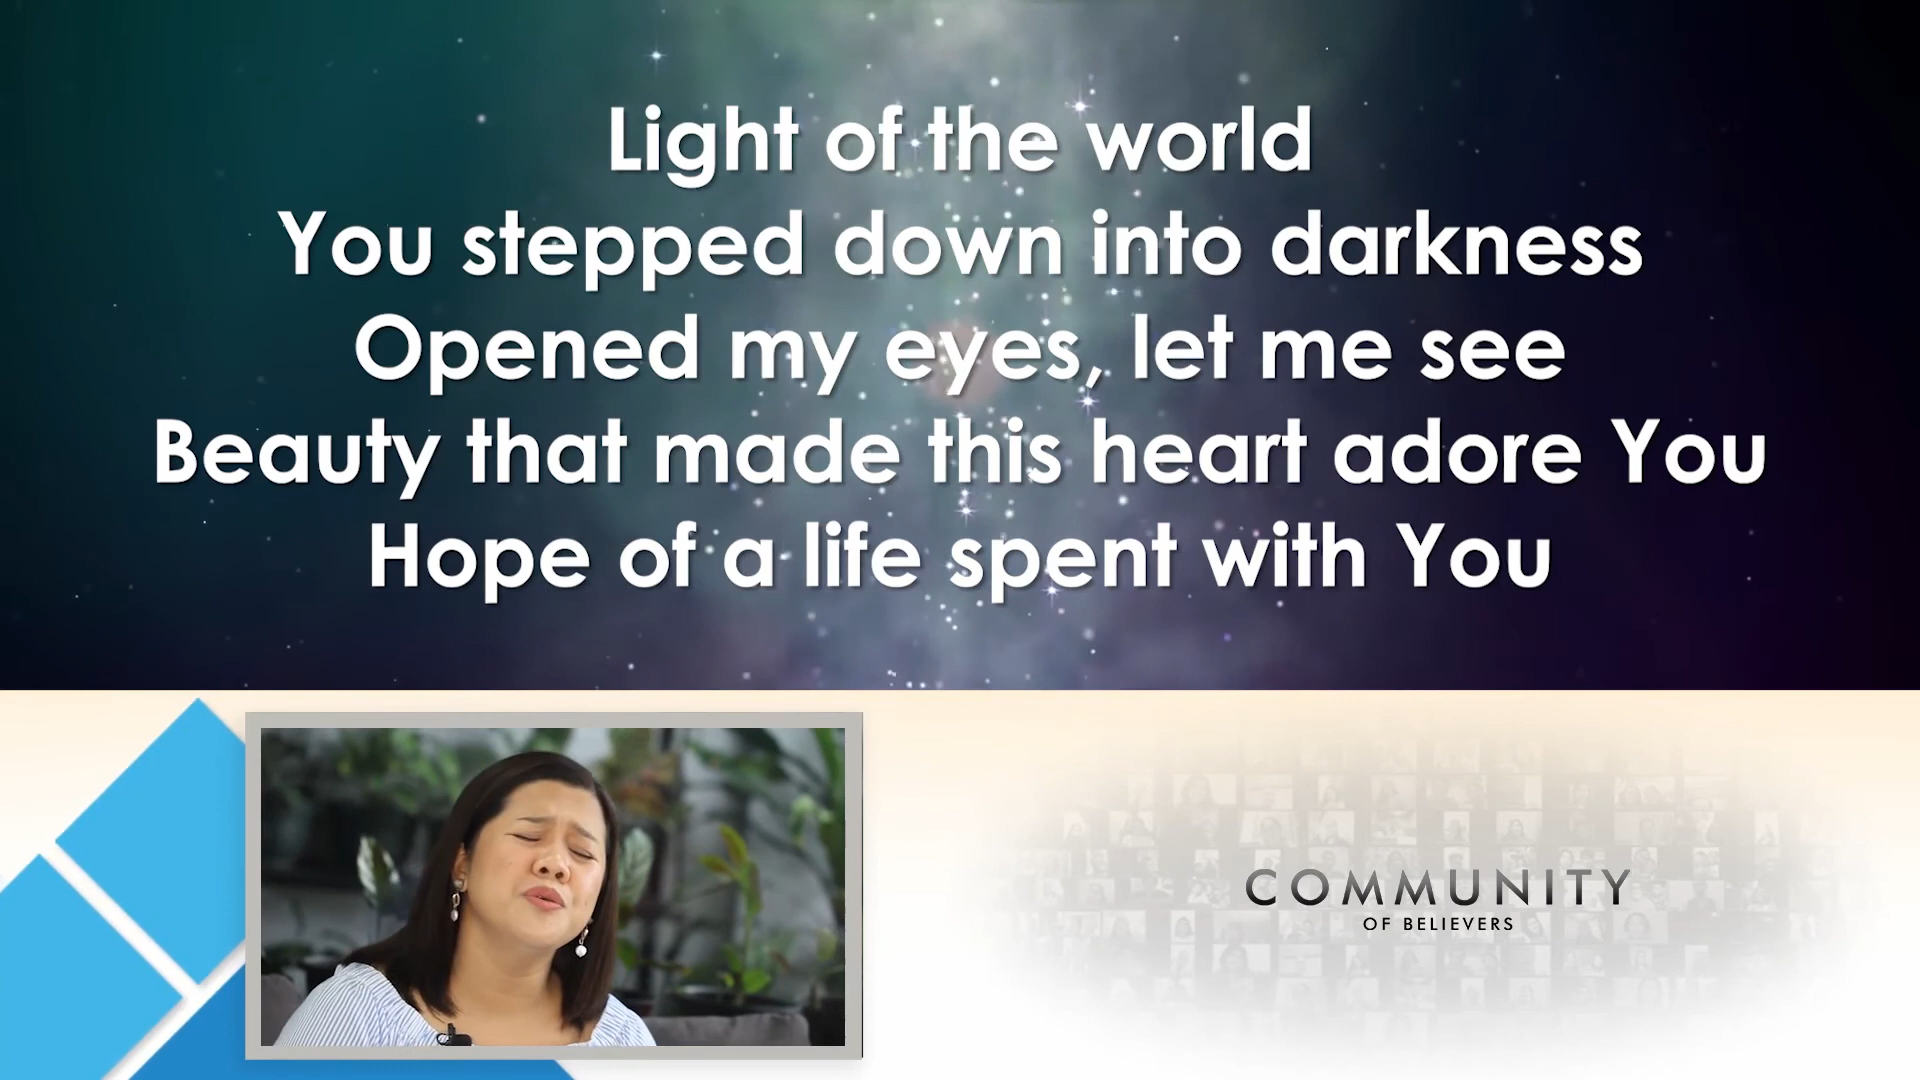 Light of the world
You stepped down into darkness
Opened my eyes, let me see
Beauty that made this heart adore You
Hope of a life spent with You
COMMUNITY
OF BELIEVERS